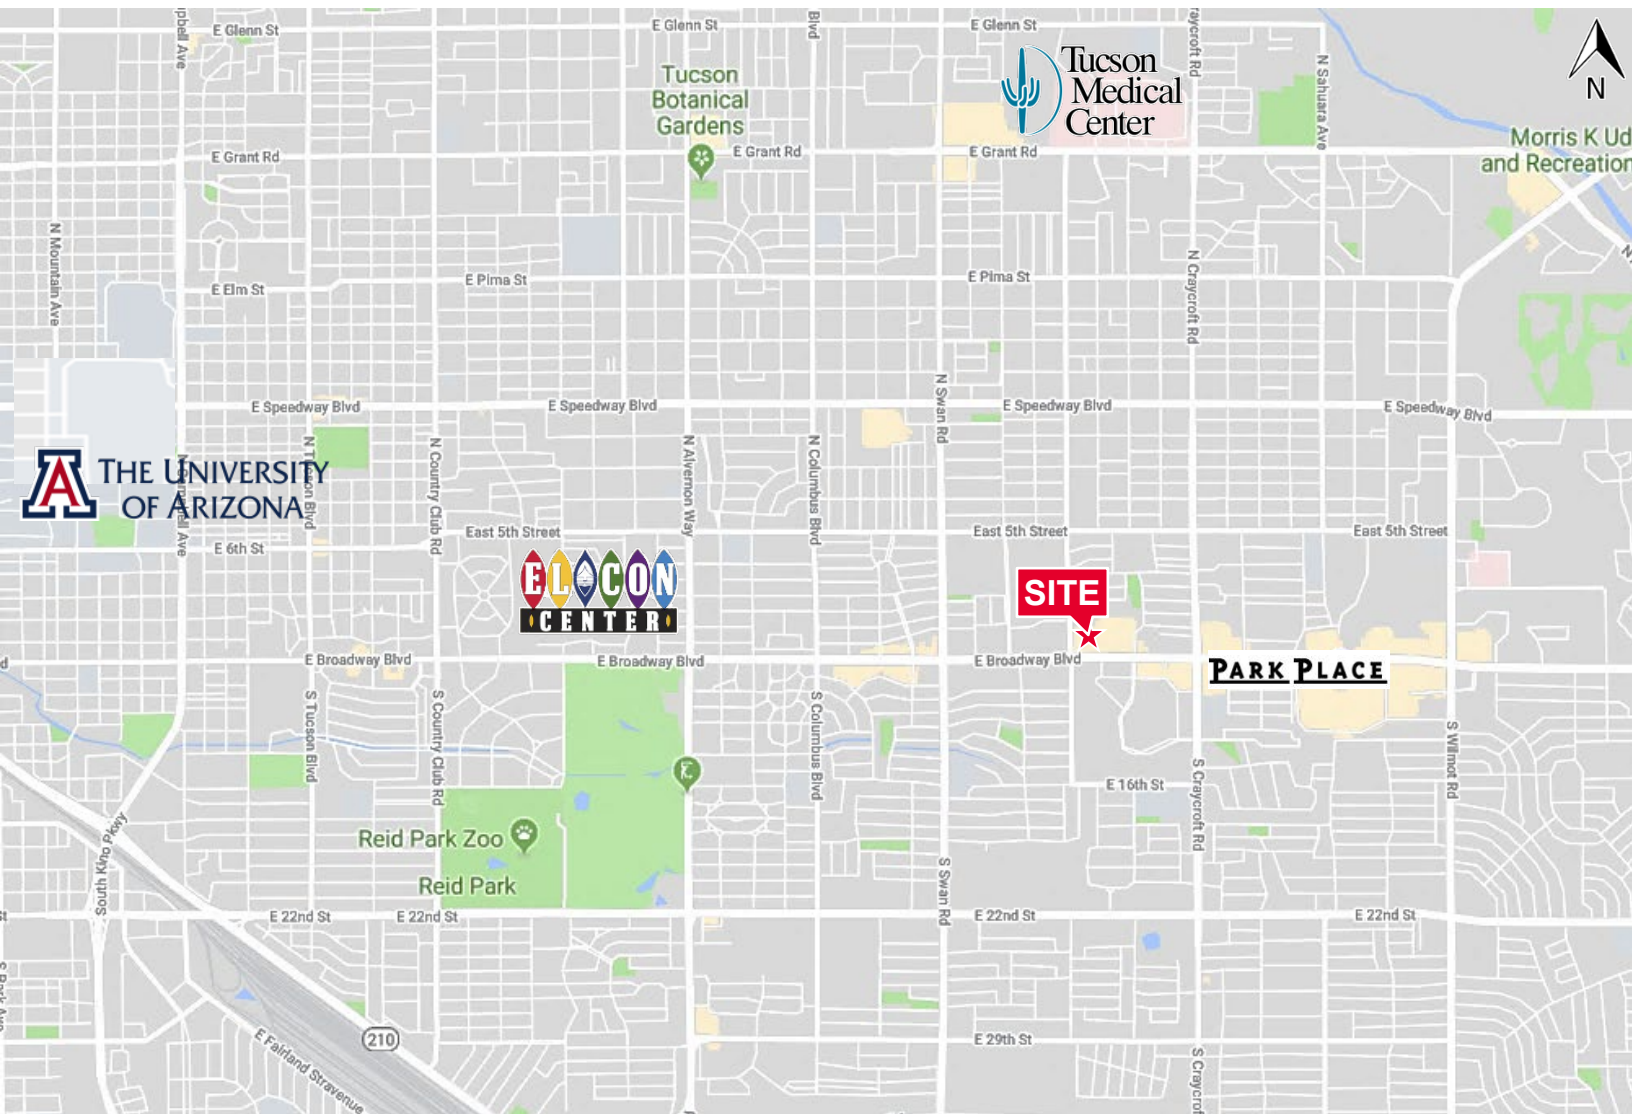 E Glenn St
E Glenn St
E Glenn St
Blvd
N Sahuara Ave
N
Tucson
Botanical
Gardens
Tucson
Medical
Center
E Grant Rd
E Grant Rd
E Grant Rd
Morris K Ud
and Recreation
N Mountain Ave
E Elm St
E Pima St
E Pima St
N Craycroft Rd
E Speedway Blvd
E Speedway Blvd
E Speedway Blvd
E Speedway Blvd
N Swan Rd
N Country Club Rd
N Alvernon Way
N Columbus Blvd
A THE UNIVERSITY
OF ARIZONA
E 6th St
East 5th Street
East 5th Street
East 5th Street
EL CON
CENTER
SITE
E Broadway Blvd
E Broadway Blvd
E Broadway Blvd
PARK PLACE
S Tucson Blvd
S Country Club Rd
S Columbus Blvd
S Craycroft Rd
S Wilmot Rd
E 16th St
Reid Park Zoo
Reid Park
South Kino Pkwy
S Swan Rd
E 22nd St
E 22nd St
E 22nd St
E 22nd St
210
E Fairland Stravenue
E 29th St